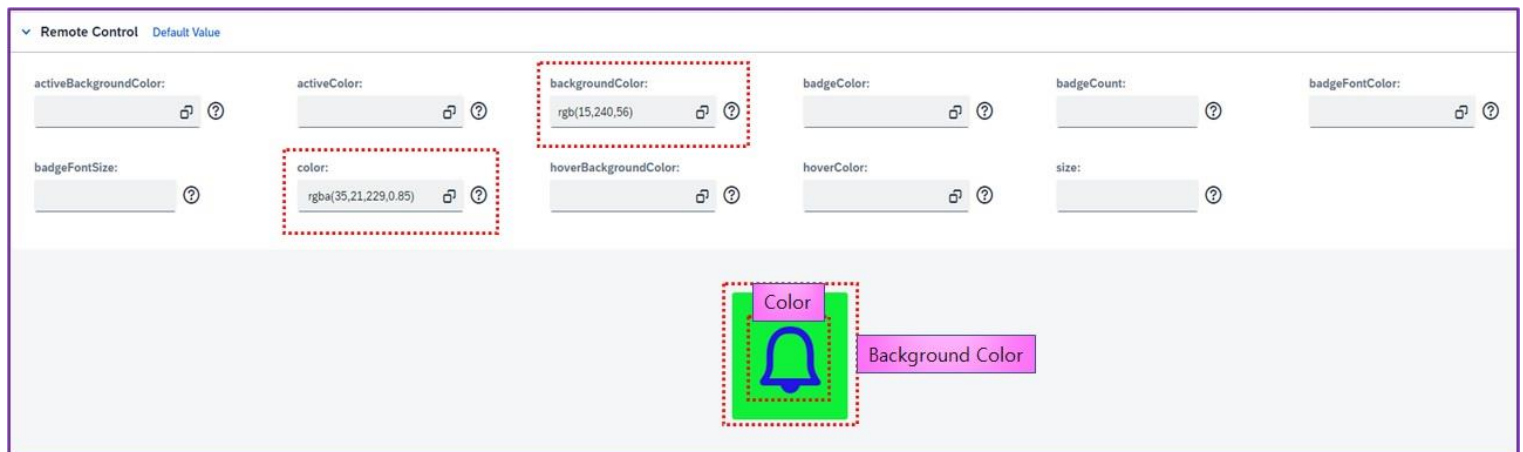 Remote Control Default Value
activeBackgroundColor: activeColor: backgroundColor: badgeColor: badgeCount: badgeFontColor:
rgb(15,240,56)
badgeFontSize: color: hoverBackgroundColor: hoverColor: size:
rgba(35,21,229,0.85)
Color
Background Color